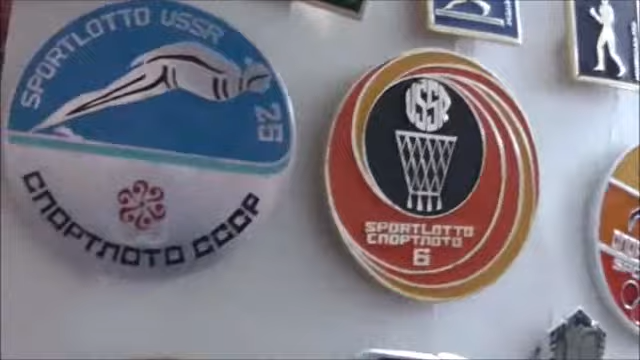 SPORTLOTTO USSR
25
СПОРТЛОТО СССР
USSR
SPORTLOTTO
СПОРТЛОТО
6